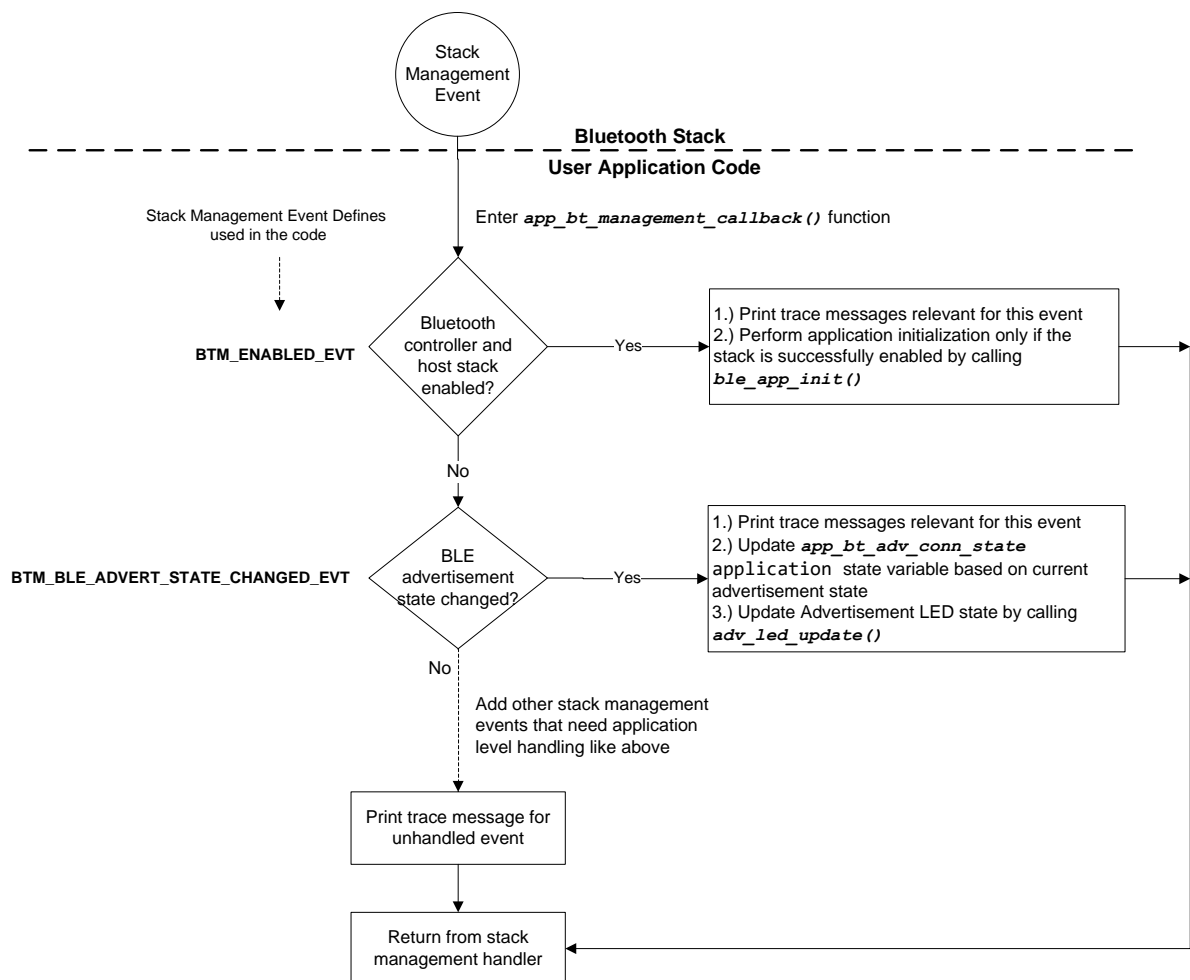 Stack
Management
Event
Bluetooth Stack
User Application Code
Enter app_bt_management_callback() function
Stack Management Event Defines
used in the code
BTM_ENABLED_EVT
Bluetooth
controller and
host stack
enabled?
Yes
1.) Print trace messages relevant for this event
2.) Perform application initialization only if the
stack is successfully enabled by calling
ble_app_init()
No
BTM_BLE_ADVERT_STATE_CHANGED_EVT
BLE
advertisement
state changed?
Yes
1.) Print trace messages relevant for this event
2.) Update app_bt_adv_conn_state
application state variable based on current
advertisement state
3.) Update Advertisement LED state by calling
adv_led_update()
No
Add other stack management
events that need application
level handling like above
Print trace message for
unhandled event
Return from stack
management handler